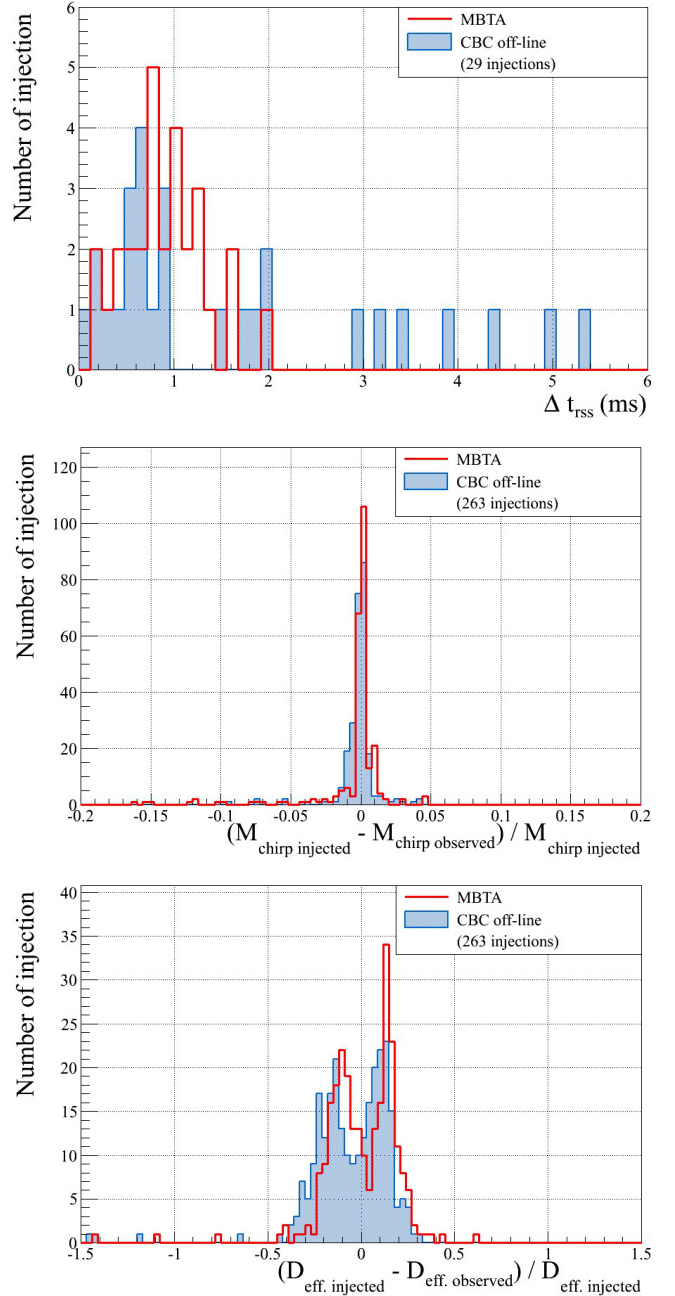 Number of injection
6
5
4
3
2
1
0
MBTA
CBC off-line
(29 injections)
0 1 2 3 4 5 6
Δ t_rss (ms)
Number of injection
120
100
80
60
40
20
0
MBTA
CBC off-line
(263 injections)
-0.2 -0.15 -0.1 -0.05 0 0.05 0.1 0.15 0.2
(M_chirp injected - M_chirp observed) / M_chirp injected
Number of injection
40
35
30
25
20
15
10
5
0
MBTA
CBC off-line
(263 injections)
-1.5 -1 -0.5 0 0.5 1 1.5
(D_eff. injected - D_eff. observed) / D_eff. injected